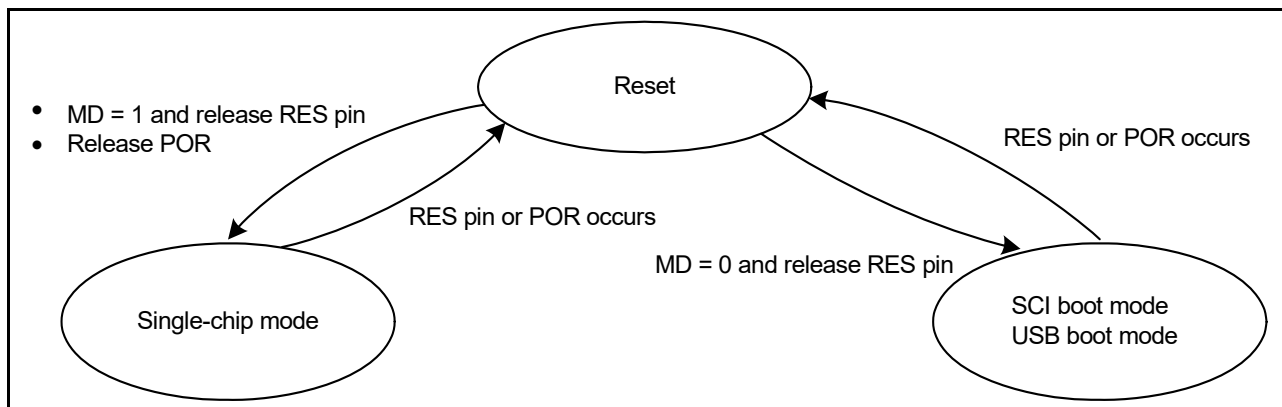 Reset
• MD = 1 and release RES pin
• Release POR
RES pin or POR occurs
RES pin or POR occurs
MD = 0 and release RES pin
Single-chip mode
SCI boot mode
USB boot mode